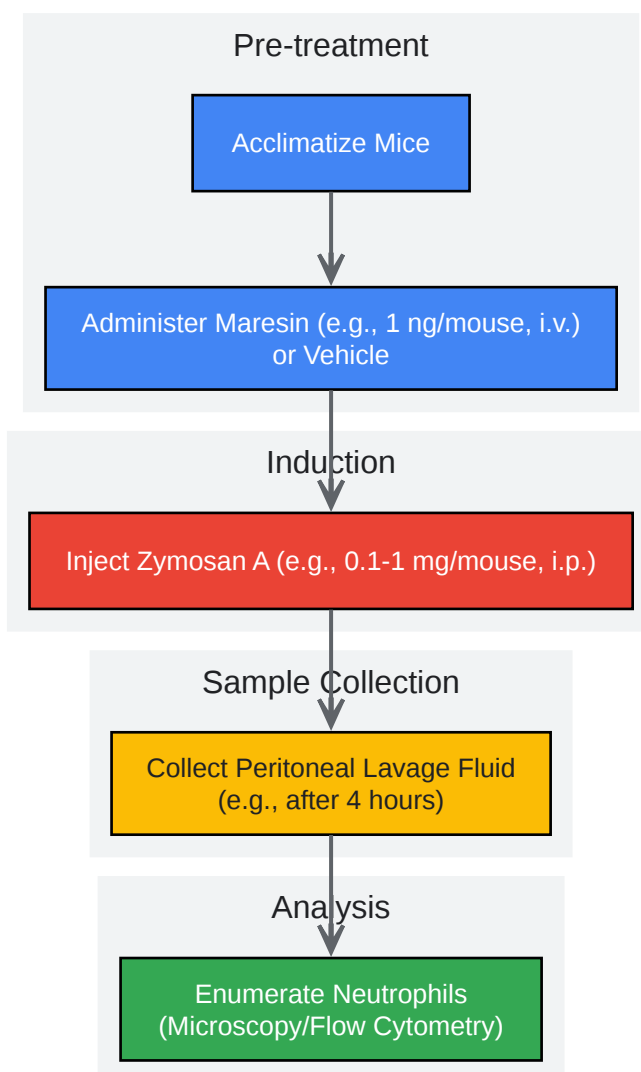 Pre-treatment
Acclimatize Mice
Administer Maresin (e.g., 1 ng/mouse, i.v.)
or Vehicle
Induction
Inject Zymosan A (e.g., 0.1-1 mg/mouse, i.p.)
Sample Collection
Collect Peritoneal Lavage Fluid
(e.g., after 4 hours)
Analysis
Enumerate Neutrophils
(Microscopy/Flow Cytometry)